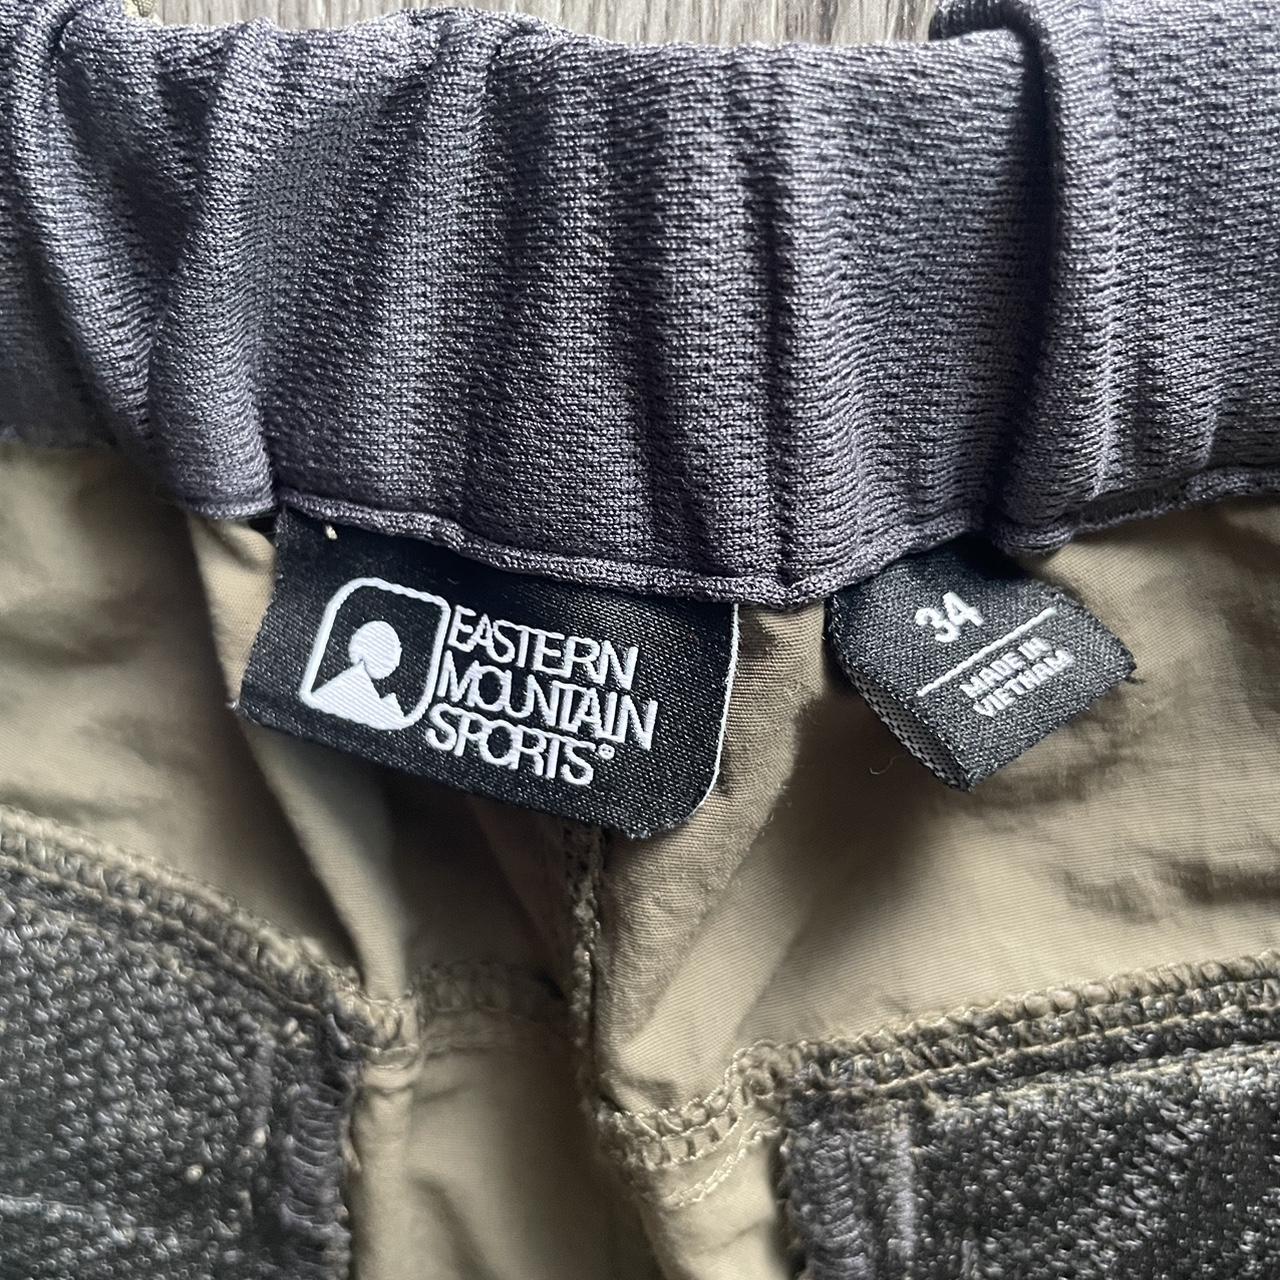 EASTERN
MOUNTAIN
SPORTS®
34
MADE IN
VIETNAM